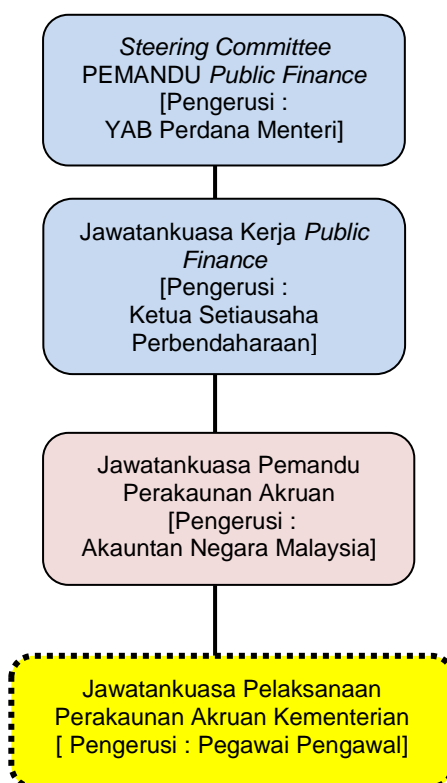 Steering Committee
PEMANDU Public Finance
[Pengerusi :
YAB Perdana Menteri]
Jawatankuasa Kerja Public
Finance
[Pengerusi :
Ketua Setiausaha
Perbendaharaan]
Jawatankuasa Pemandu
Perakaunan Akruan
[Pengerusi :
Akauntan Negara Malaysia]
Jawatankuasa Pelaksanaan
Perakaunan Akruan Kementerian
[ Pengerusi : Pegawai Pengawal]